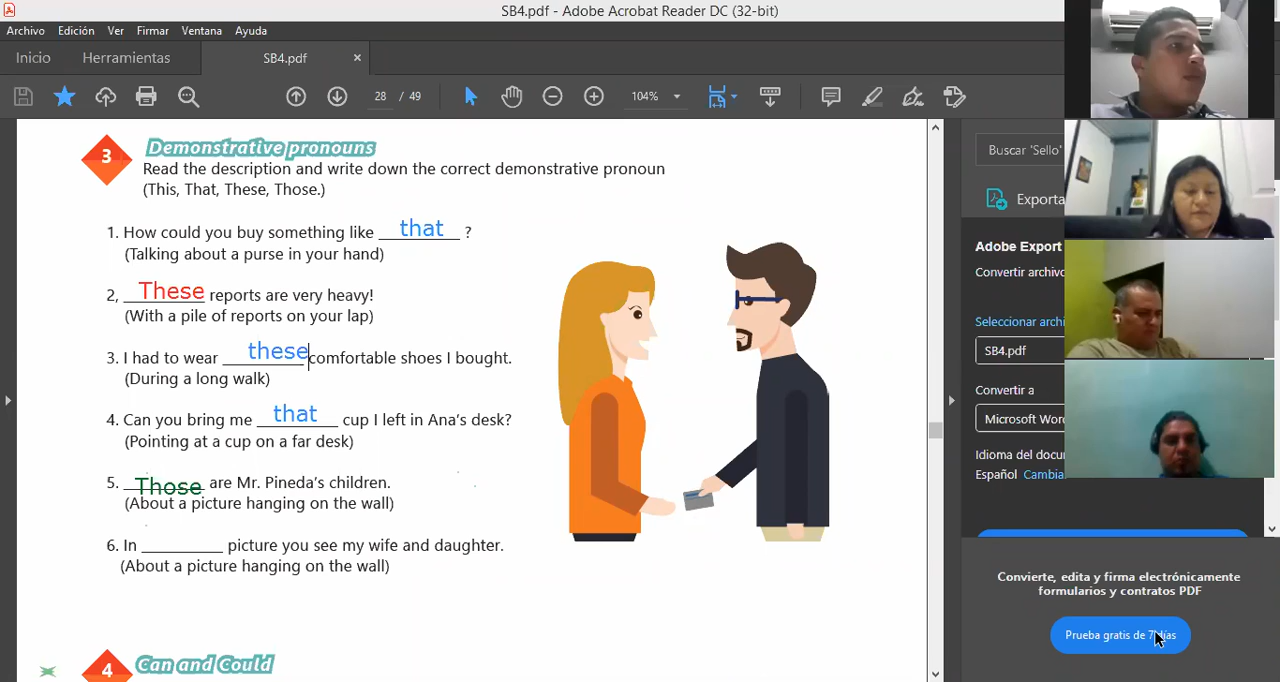 SB4.pdf - Adobe Acrobat Reader DC (32-bit)
Archivo Edición Ver Firmar Ventana Ayuda
Inicio Herramientas SB4.pdf ×
28 / 49 104%
3 Demonstrative pronouns
Read the description and write down the correct demonstrative pronoun
(This, That, These, Those.)
1. How could you buy something like that ?
(Talking about a purse in your hand)
2, These reports are very heavy!
(With a pile of reports on your lap)
3. I had to wear these comfortable shoes I bought.
(During a long walk)
4. Can you bring me that cup I left in Ana's desk?
(Pointing at a cup on a far desk)
5. Those are Mr. Pineda's children.
(About a picture hanging on the wall)
6. In ________ picture you see my wife and daughter.
(About a picture hanging on the wall)
4 Can and Could
Buscar 'Sello'
Exporta
Adobe Export
Convertir archivo
Seleccionar archi
SB4.pdf
Convertir a
Microsoft Word
Idioma del docum
Español Cambia
Convierte, edita y firma electrónicamente
formularios y contratos PDF
Prueba gratis de 7 días